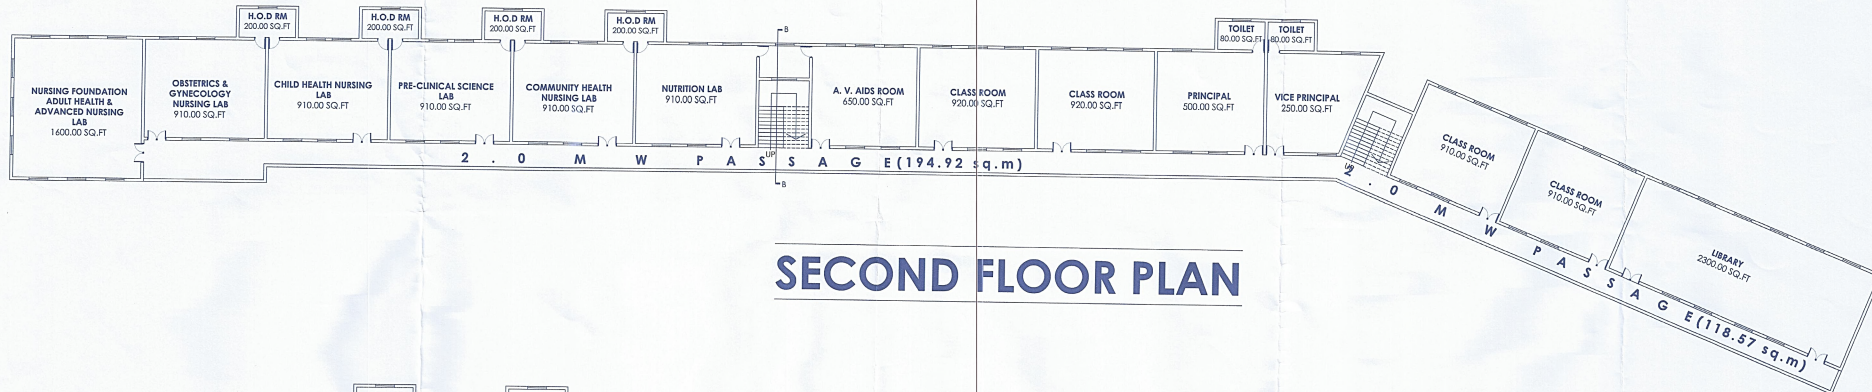 H.O.D RM
200.00 SQ.FT
H.O.D RM
200.00 SQ.FT
H.O.D RM
200.00 SQ.FT
H.O.D RM
200.00 SQ.FT
TOILET
80.00 SQ.FT
TOILET
80.00 SQ.FT
B
NURSING FOUNDATION
ADULT HEALTH &
ADVANCED NURSING
LAB
1600.00 SQ.FT
OBSTETRICS &
GYNECOLOGY
NURSING LAB
910.00 SQ.FT
CHILD HEALTH NURSING
LAB
910.00 SQ.FT
PRE-CLINICAL SCIENCE
LAB
910.00 SQ.FT
COMMUNITY HEALTH
NURSING LAB
910.00 SQ.FT
NUTRITION LAB
910.00 SQ.FT
UP
A. V. AIDS ROOM
650.00 SQ.FT
CLASS ROOM
920.00 SQ.FT
CLASS ROOM
920.00 SQ.FT
PRINCIPAL
500.00 SQ.FT
VICE PRINCIPAL
250.00 SQ.FT
UP
CLASS ROOM
910.00 SQ.FT
CLASS ROOM
910.00 SQ.FT
LIBRARY
2300.00 SQ.FT
2.0 M W PASSAGE(194.92 sq.m)
B
2.0 M W PASSAGE(118.57 sq.m)
SECOND FLOOR PLAN